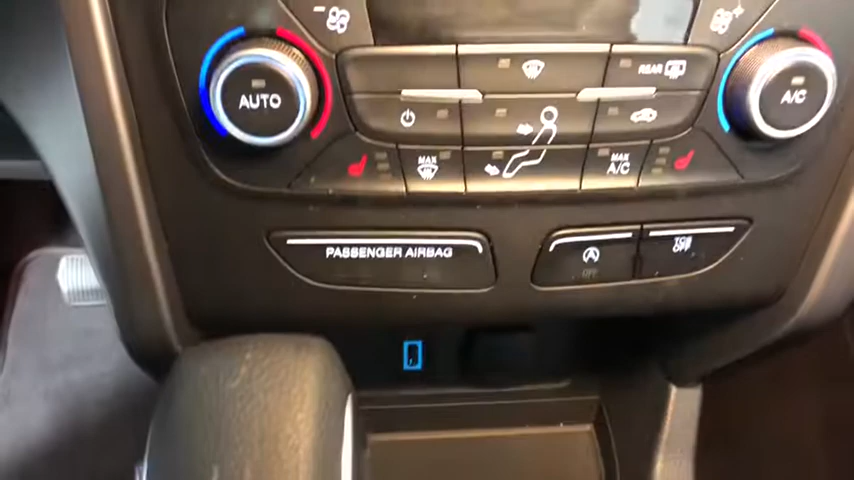 AUTO
REAR
A/C
MAX
MAX
A/C
PASSENGER AIRBAG
OFF
TCS
OFF